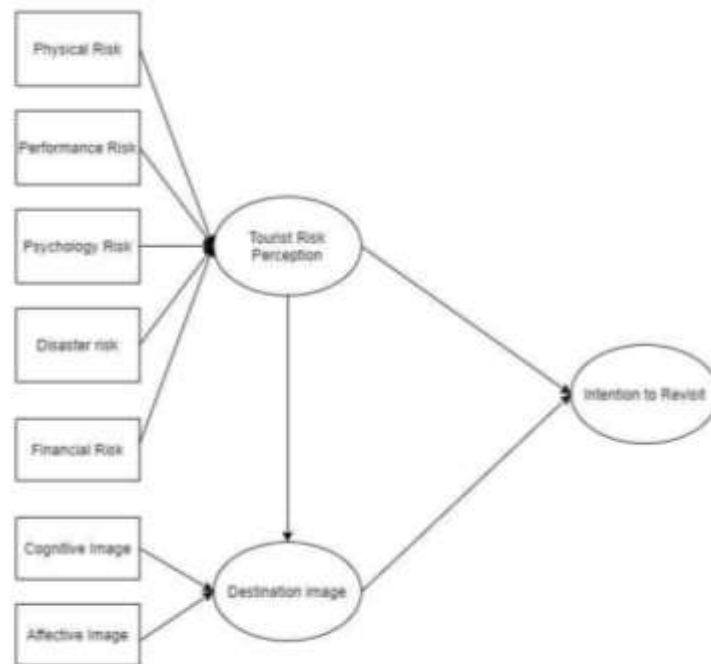 Physical Risk
Performance Risk
Psychology Risk
Tourist Risk
Perception
Disaster risk
Intention to Revisit
Financial Risk
Cognitive Image
Destination image
Affective Image